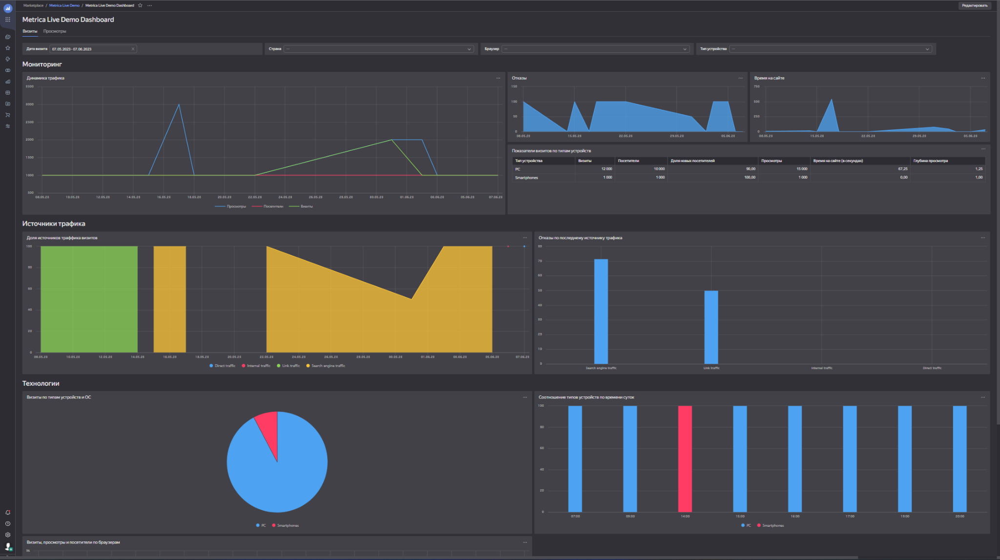 Marketplace / Metrica Live Demo / Metrica Live Demo Dashboard
Редактировать
Metrica Live Demo Dashboard
Визиты Просмотры
Дата визита 07.05.2023 - 07.06.2023
Страна —
Браузер —
Тип устройства —
Мониторинг
Динамика трафика
3500
3000
2500
2000
1500
1000
500
08.05.23 10.05.23 12.05.23 14.05.23 16.05.23 18.05.23 20.05.23 22.05.23 24.05.23 26.05.23 28.05.23 30.05.23 01.06.23 03.06.23 05.06.23 07.06.23
Просмотры Посетители Визиты
Отказы
150
100
50
0
08.05.23 15.05.23 22.05.23 29.05.23 05.06.23
Время на сайте
750
500
250
0
08.05.23 15.05.23 22.05.23 29.05.23 05.06.23
Показатели визитов по типам устройств
Тип устройства Визиты Посетители Доля новых посетителей Просмотры Время на сайте (в секундах) Глубина просмотра
PC 12 000 10 000 90,00 15 000 67,25 1,25
Smartphones 1 000 1 000 100,00 1 000 0,00 1,00
Источники трафика
Доля источников траффика визитов
100
80
60
40
20
0
08.05.23 10.05.23 12.05.23 14.05.23 16.05.23 18.05.23 20.05.23 22.05.23 24.05.23 26.05.23 28.05.23 30.05.23 01.06.23 03.06.23 05.06.23 07.06.23
Direct traffic Internal traffic Link traffic Search engine traffic
Отказы по последнему источнику трафика
80
70
60
50
40
30
20
10
0
Search engine traffic Link traffic Internal traffic Direct traffic
Технологии
Визиты по типам устройств и ОС
PC Smartphones
Соотношение типов устройств по времени суток
100
80
60
40
20
0
07:00 09:00 14:00 15:00 16:00 17:00 19:00 20:00
PC Smartphones
Визиты, просмотры и посетители по браузерам
9k